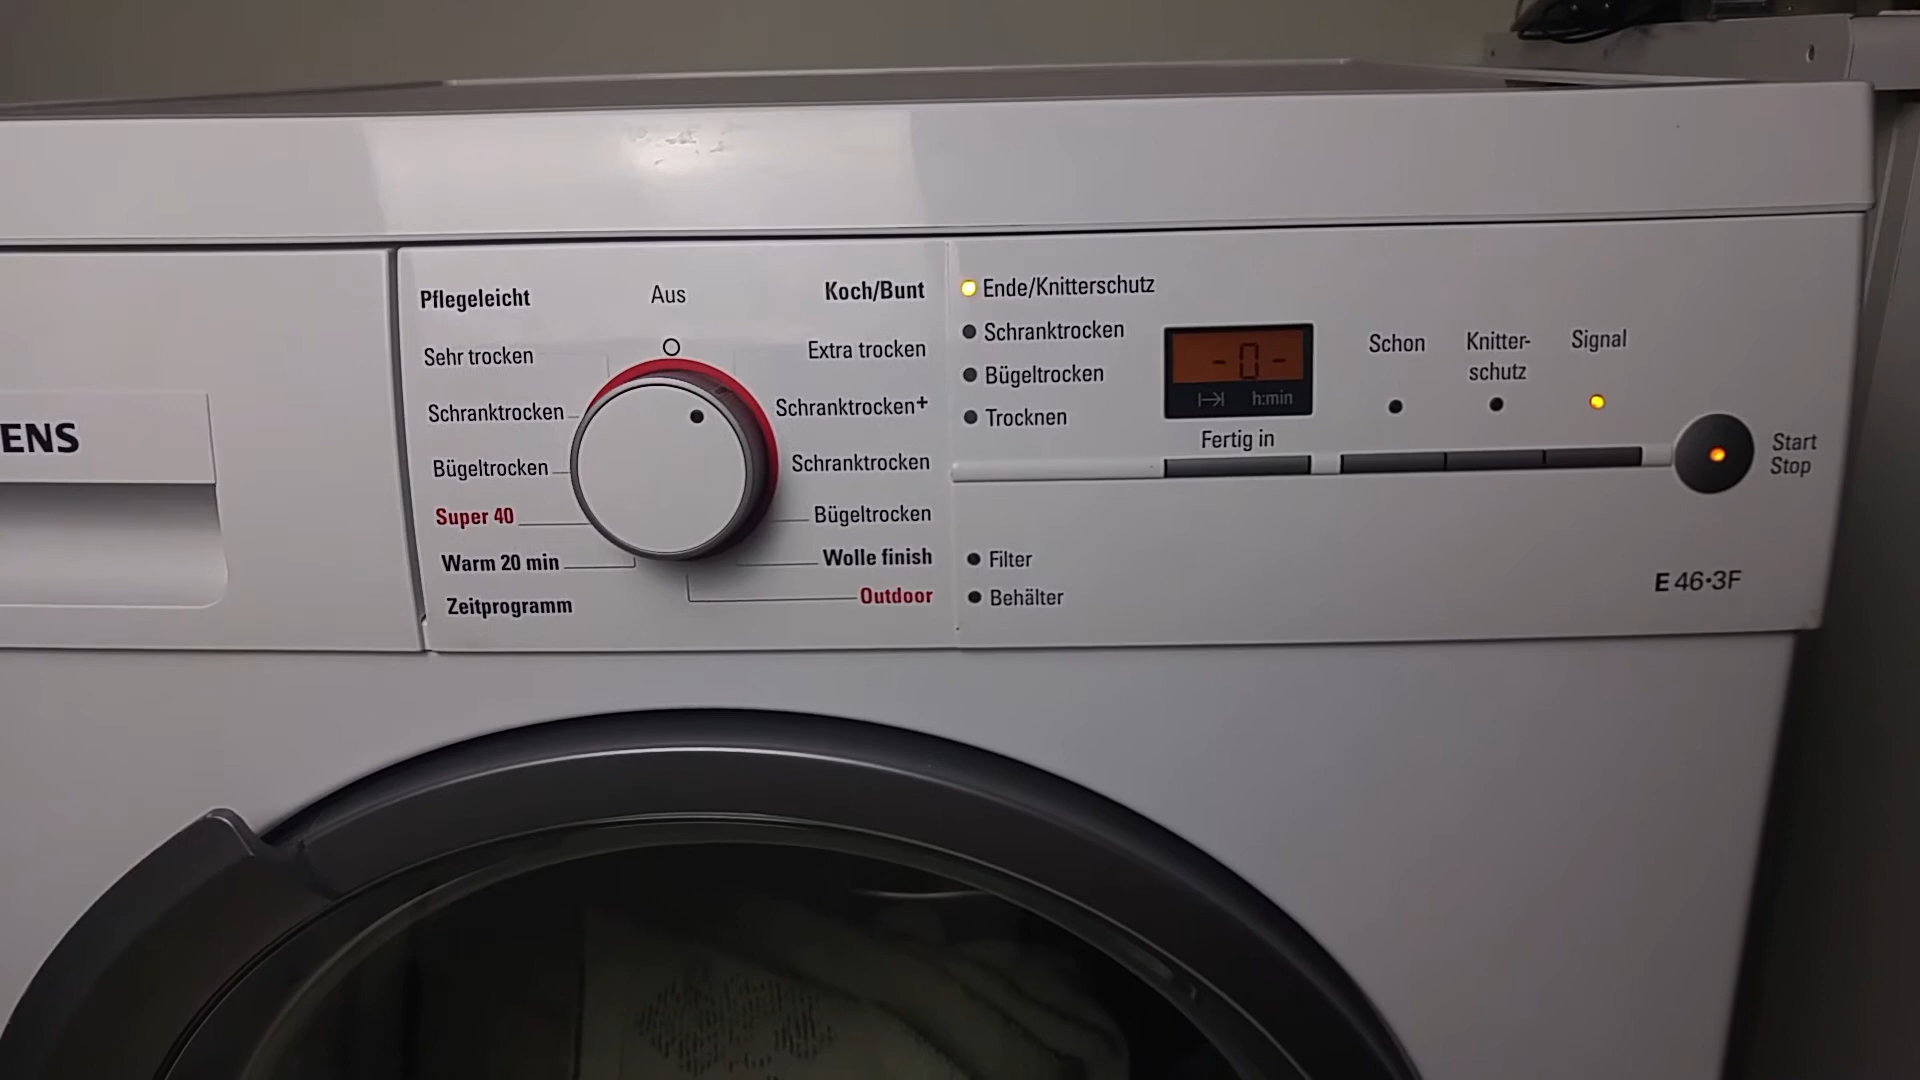 ENS
Pflegeleicht
Sehr trocken
Schranktrocken
Bügeltrocken
Super 40
Warm 20 min
Zeitprogramm
Aus
Koch/Bunt
Extra trocken
Schranktrocken+
Schranktrocken
Bügeltrocken
Wolle finish
Outdoor
Ende/Knitterschutz
Schranktrocken
Bügeltrocken
Trocknen
Filter
Behälter
-0-
h:min
Fertig in
Schon
Knitter-
schutz
Signal
Start
Stop
E 46·3F